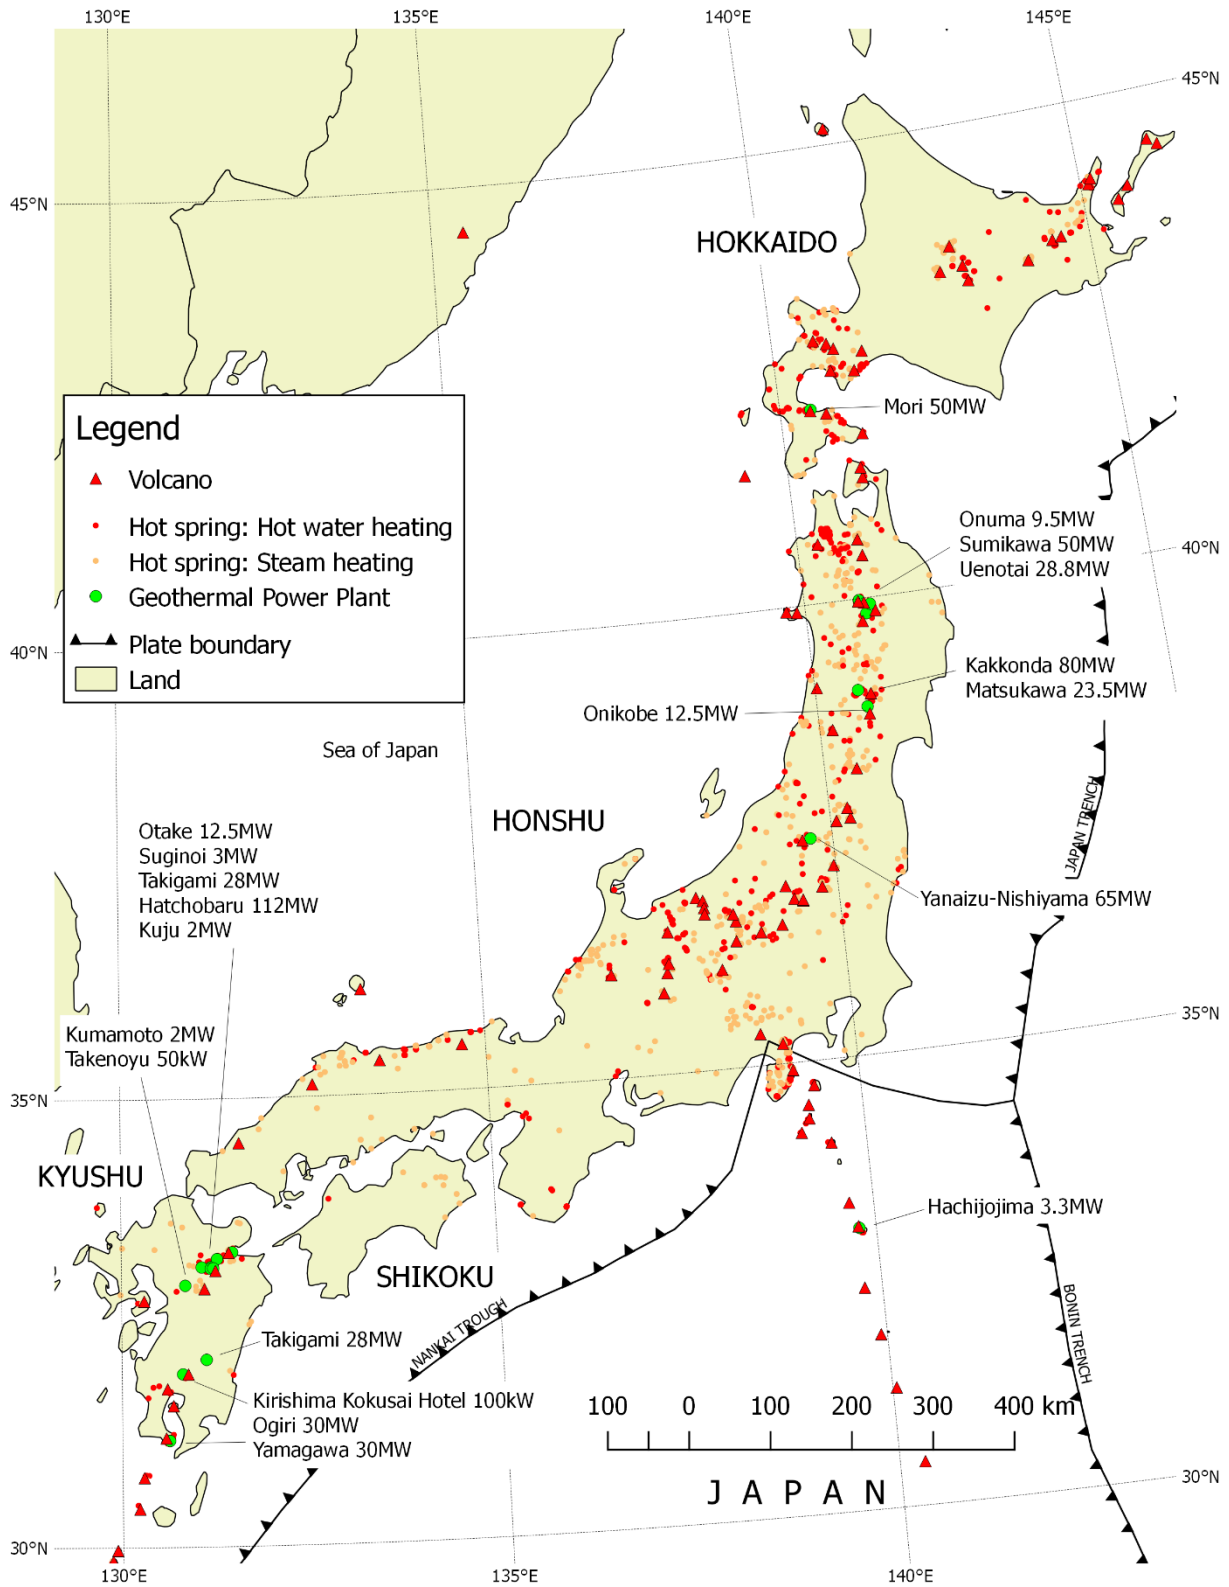 130°E
135°E
140°E
145°E
45°N
45°N
HOKKAIDO
Legend
Volcano
Hot spring: Hot water heating
Hot spring: Steam heating
Geothermal Power Plant
Plate boundary
Land
Mori 50MW
Onuma 9.5MW
Sumikawa 50MW
Uenotai 28.8MW
40°N
40°N
Kakkonda 80MW
Matsukawa 23.5MW
Onikobe 12.5MW
Sea of Japan
HONSHU
JAPAN TRENCH
Otake 12.5MW
Suginoi 3MW
Takigami 28MW
Hatchobaru 112MW
Kuju 2MW
Yanaizu-Nishiyama 65MW
Kumamoto 2MW
Takenoyu 50kW
35°N
35°N
KYUSHU
Hachijojima 3.3MW
SHIKOKU
NANKAI TROUGH
BONIN TRENCH
Takigami 28MW
Kirishima Kokusai Hotel 100kW
Ogiri 30MW
Yamagawa 30MW
100 0 100 200 300 400 km
JAPAN
30°N
30°N
130°E
135°E
140°E